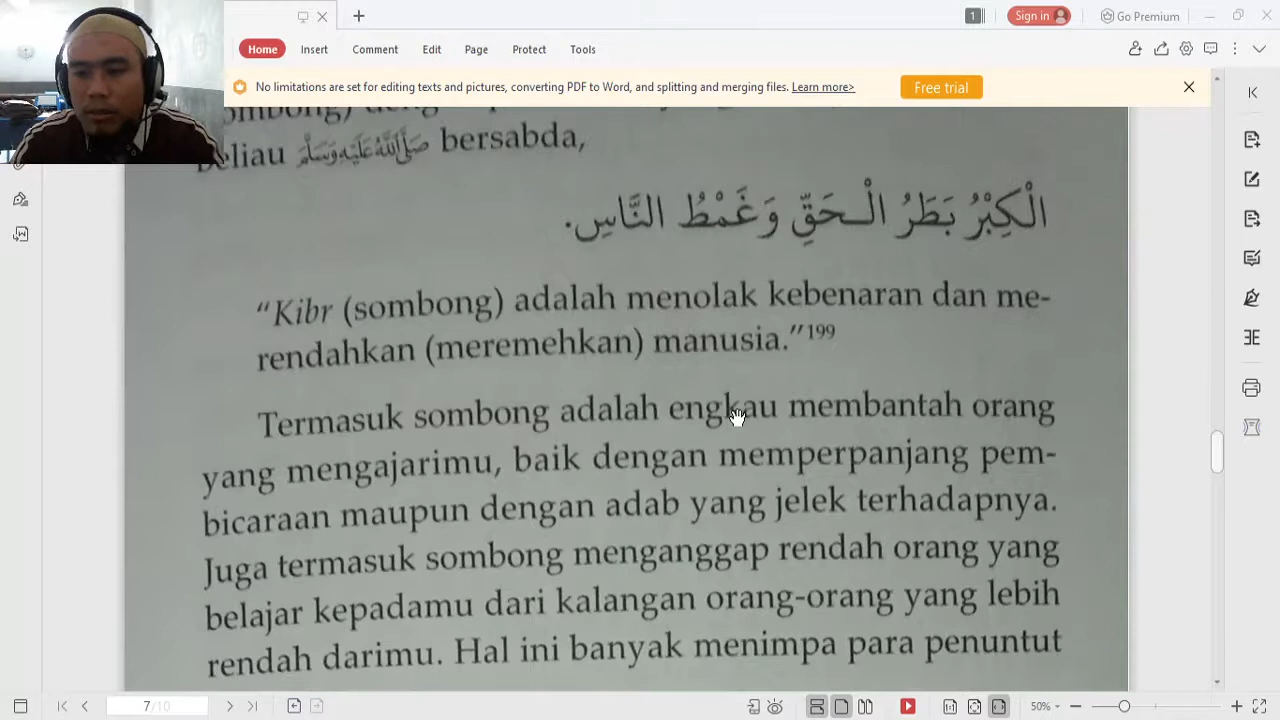 1
Sign in
Go Premium
Home Insert Comment Edit Page Protect Tools
No limitations are set for editing texts and pictures, converting PDF to Word, and splitting and merging files. Learn more>
Free trial
beliau ﷺ bersabda,
الْكِبْرُ بَطَرُ الْـحَقِّ وَغَمْطُ النَّاسِ.
“Kibr (sombong) adalah menolak kebenaran dan me-
rendahkan (meremehkan) manusia.”199
Termasuk sombong adalah engkau membantah orang
yang mengajarimu, baik dengan memperpanjang pem-
bicaraan maupun dengan adab yang jelek terhadapnya.
Juga termasuk sombong menganggap rendah orang yang
belajar kepadamu dari kalangan orang-orang yang lebih
rendah darimu. Hal ini banyak menimpa para penuntut
7/10
50%